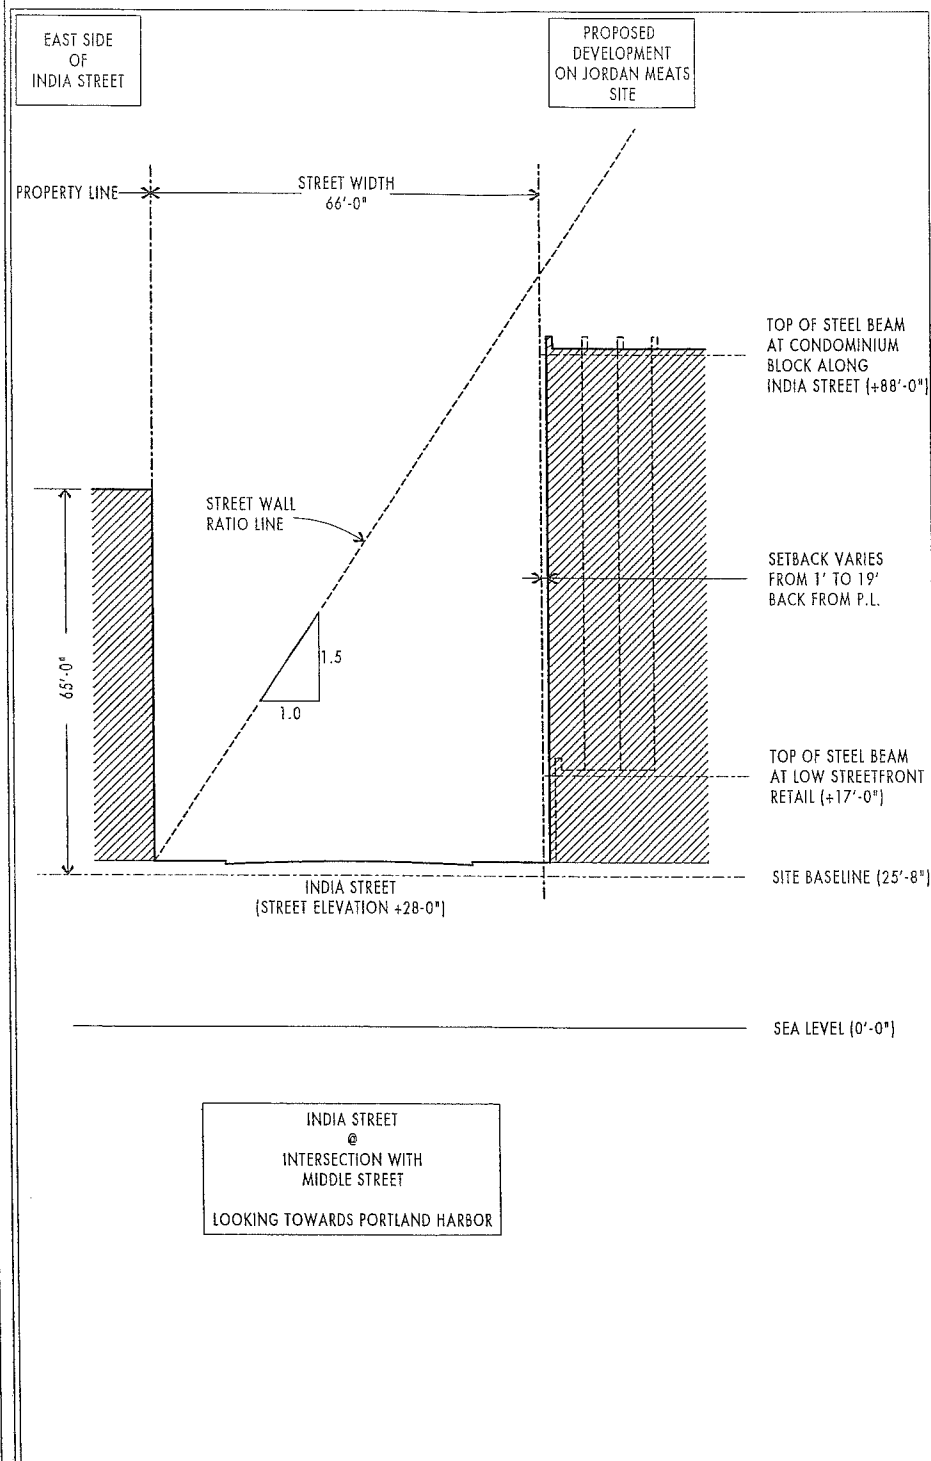 EAST SIDE
OF
INDIA STREET
PROPOSED
DEVELOPMENT
ON JORDAN MEATS
SITE
PROPERTY LINE
STREET WIDTH
66'-0"
TOP OF STEEL BEAM
AT CONDOMINIUM
BLOCK ALONG
INDIA STREET (+88'-0")
STREET WALL
RATIO LINE
SETBACK VARIES
FROM 1' TO 19'
BACK FROM P.L.
65'-0"
1.5
1.0
TOP OF STEEL BEAM
AT LOW STREETFRONT
RETAIL (+17'-0")
SITE BASELINE (25'-8")
INDIA STREET
(STREET ELEVATION +28-0")
SEA LEVEL (0'-0")
INDIA STREET
@
INTERSECTION WITH
MIDDLE STREET
LOOKING TOWARDS PORTLAND HARBOR